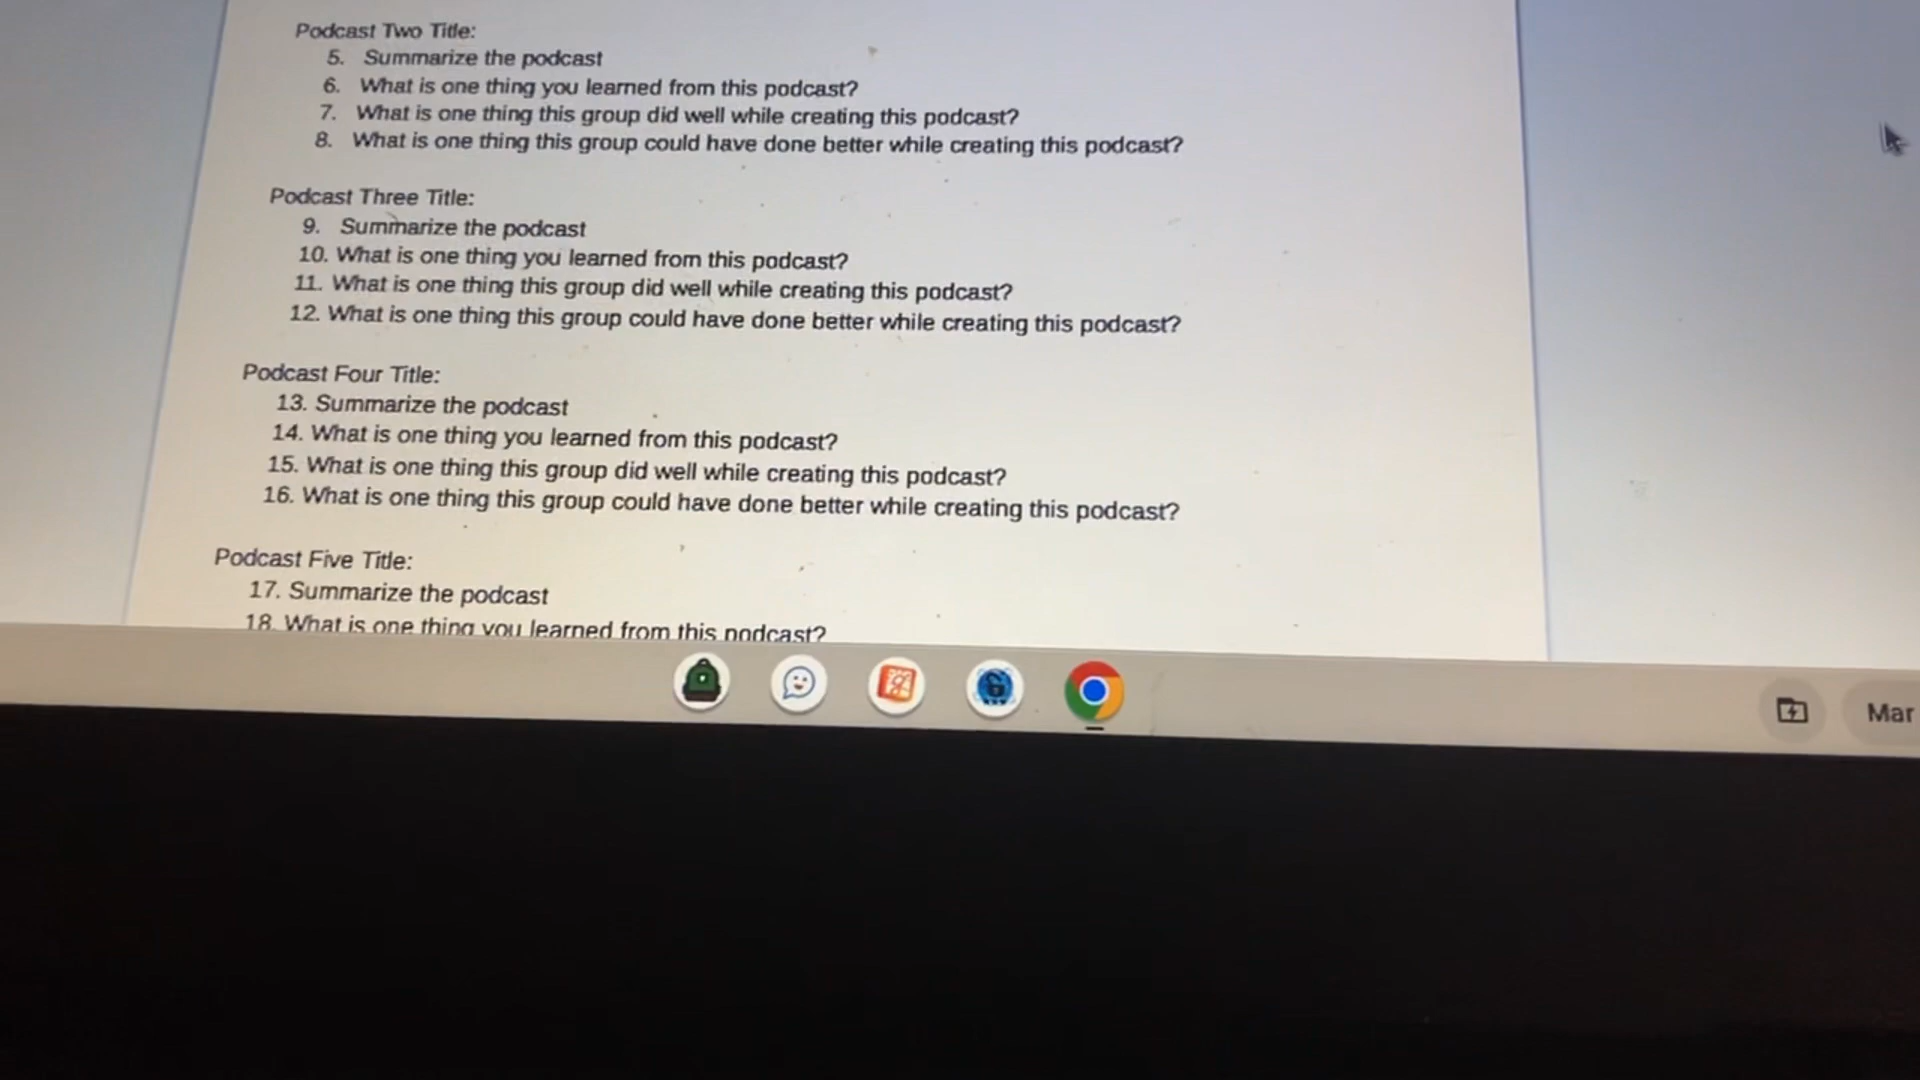 Podcast Two Title:
5. Summarize the podcast
6. What is one thing you learned from this podcast?
7. What is one thing this group did well while creating this podcast?
8. What is one thing this group could have done better while creating this podcast?
Podcast Three Title:
9. Summarize the podcast
10. What is one thing you learned from this podcast?
11. What is one thing this group did well while creating this podcast?
12. What is one thing this group could have done better while creating this podcast?
Podcast Four Title:
13. Summarize the podcast
14. What is one thing you learned from this podcast?
15. What is one thing this group did well while creating this podcast?
16. What is one thing this group could have done better while creating this podcast?
Podcast Five Title:
17. Summarize the podcast
18. What is one thing you learned from this podcast?
Mar